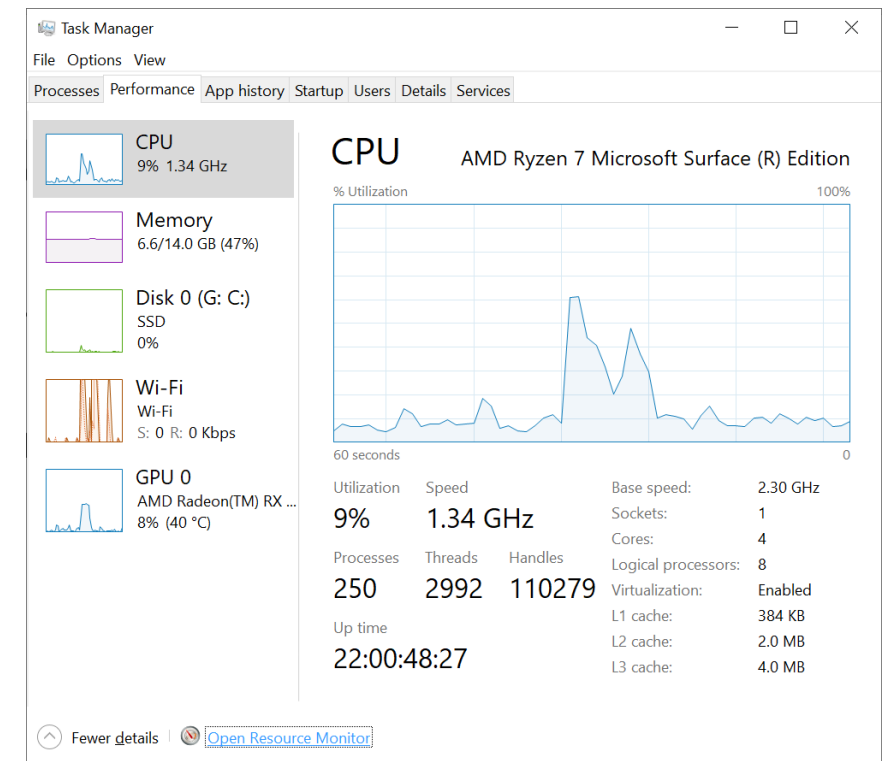 Task Manager
File Options View
Processes Performance App history Startup Users Details Services
CPU
9% 1.34 GHz
Memory
6.6/14.0 GB (47%)
Disk 0 (G: C:)
SSD
0%
Wi-Fi
Wi-Fi
S: 0 R: 0 Kbps
GPU 0
AMD Radeon(TM) RX ...
8% (40 °C)
CPU AMD Ryzen 7 Microsoft Surface (R) Edition
% Utilization 100%
60 seconds 0
Utilization Speed
9% 1.34 GHz
Processes Threads Handles
250 2992 110279
Up time
22:00:48:27
Base speed: 2.30 GHz
Sockets: 1
Cores: 4
Logical processors: 8
Virtualization: Enabled
L1 cache: 384 KB
L2 cache: 2.0 MB
L3 cache: 4.0 MB
Fewer details Open Resource Monitor